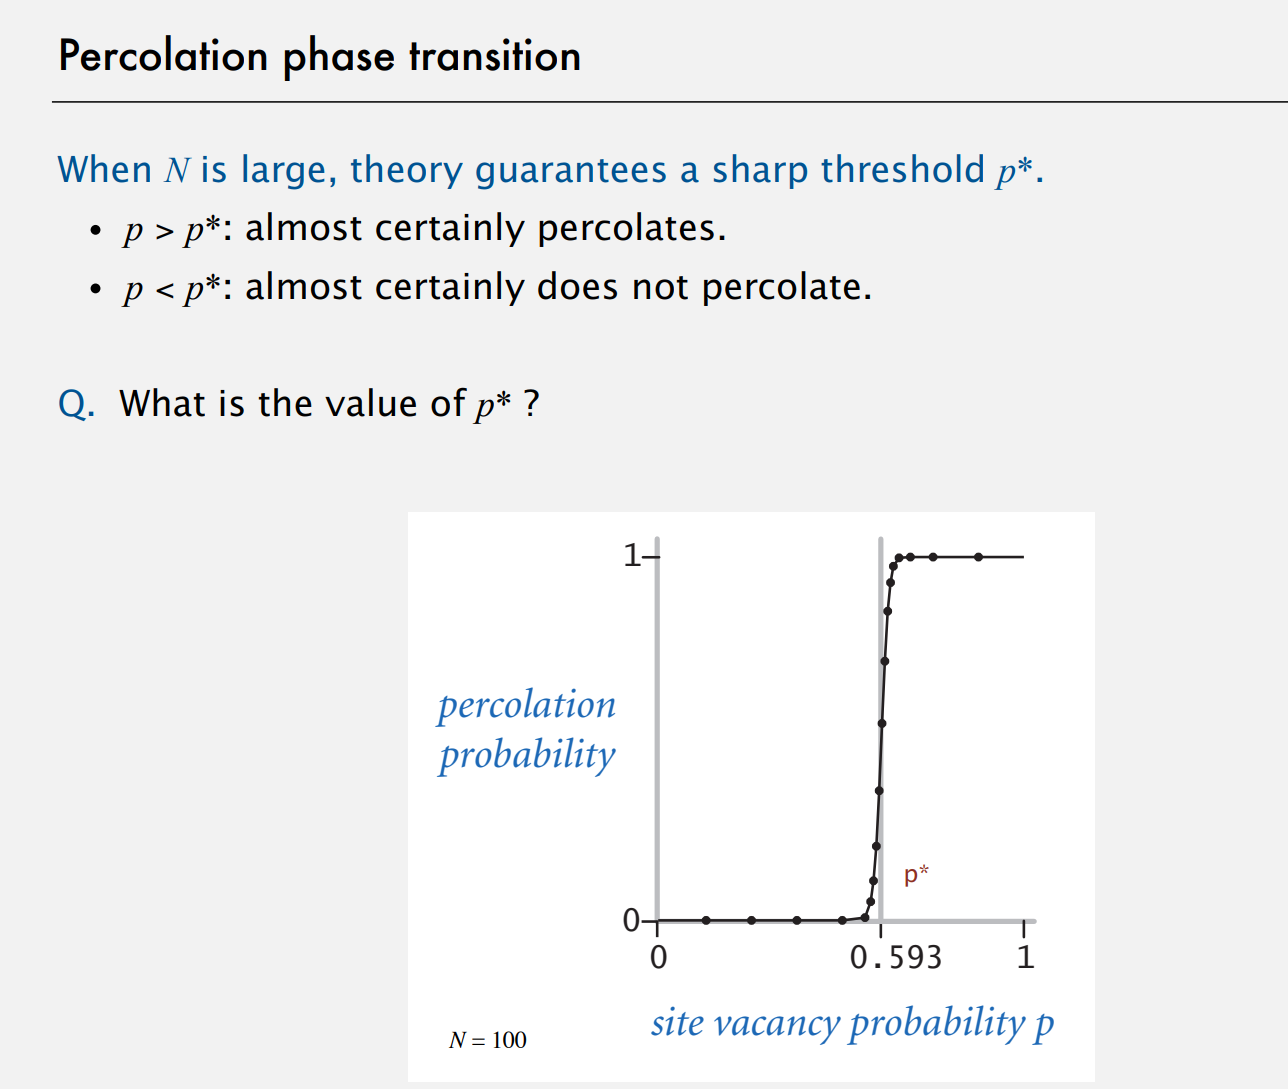 Percolation phase transition
When N is large, theory guarantees a sharp threshold p*.
• p > p*: almost certainly percolates.
• p < p*: almost certainly does not percolate.
Q. What is the value of p* ?
1
percolation
probability
p*
0
0
0.593
1
site vacancy probability p
N = 100